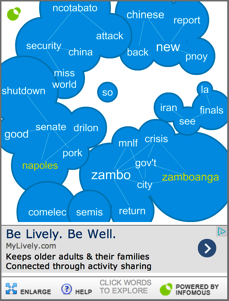 ncotabato
chinese
report
attack
security
china
back
new
pnoy
miss
world
shutdown
so
la
iran
finals
see
senate
drilon
good
mnlf
crisis
pork
napoles
gov't
zambo
zamboanga
city
comelec
semis
return
Be Lively. Be Well.
MyLively.com
Keeps older adults & their families
Connected through activity sharing
ENLARGE
? HELP
CLICK WORDS
TO EXPLORE
POWERED BY
INFOMOUS